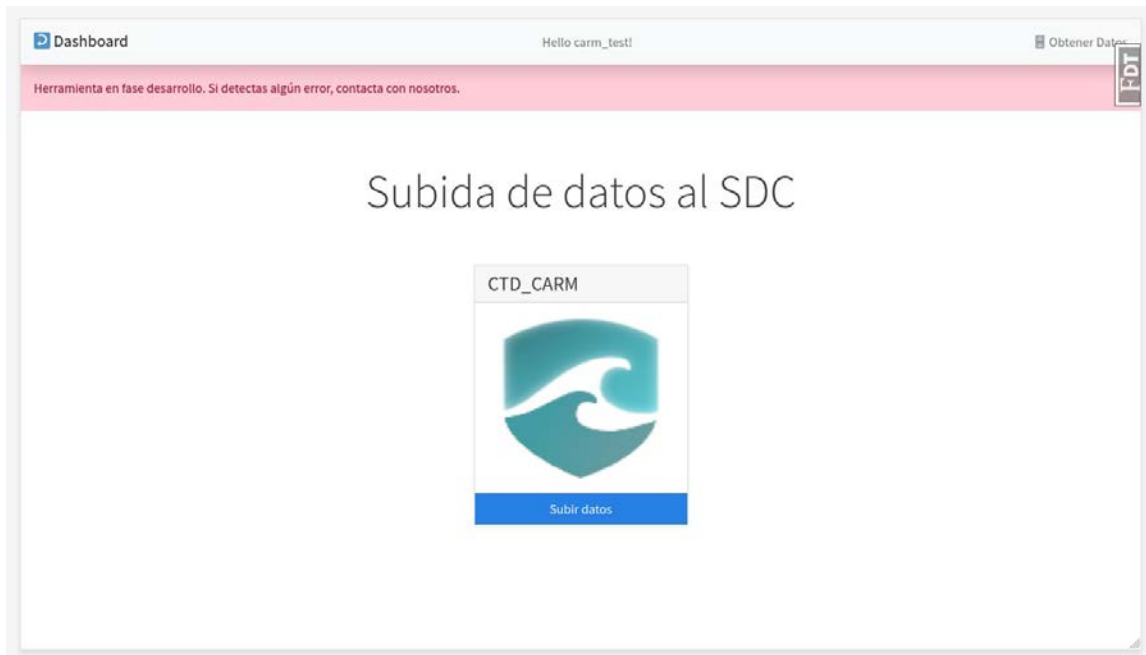 Dashboard
Hello carm_test!
Obtener Datos
FDT
Herramienta en fase desarrollo. Si detectas algún error, contacta con nosotros.
Subida de datos al SDC
CTD_CARM
Subir datos